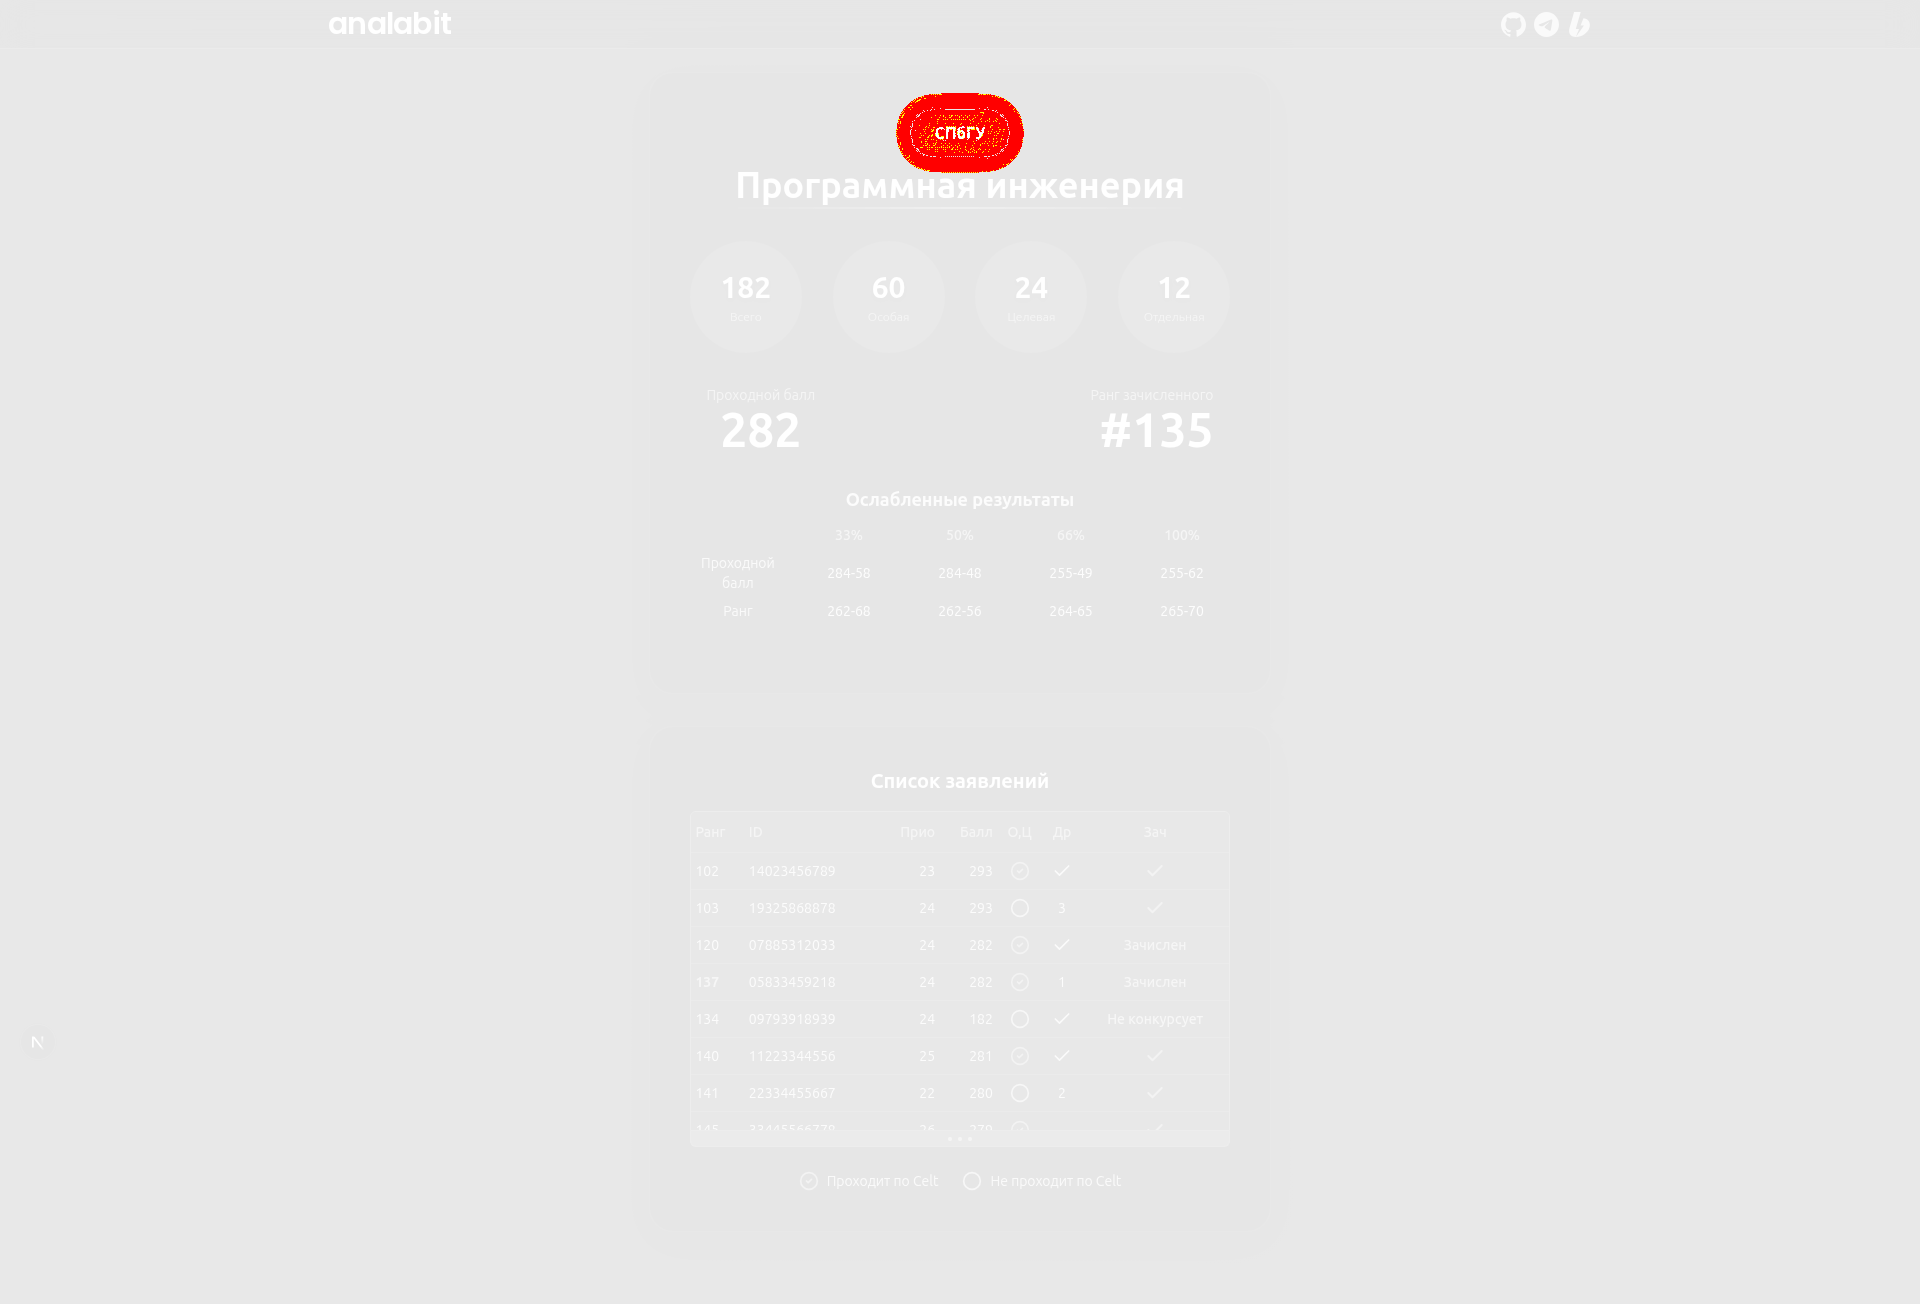 analabit
СПбГУ
Программная инженерия
182 60 24 12
Всего Особая Целевая Отдельная
Проходной балл Ранг зачисленного
282 #135
Ослабленные результаты
33% 50% 66% 100%
Проходной
балл 284-58 284-48 255-49 255-62
Ранг 262-68 262-56 264-65 265-70
Список заявлений
Ранг ID Прио Балл О,Ц Др Зач
102 14023456789 23 293
103 19325868878 24 293 3
120 07885312033 24 282 Зачислен
137 05833459218 24 282 1 Зачислен
134 09793918939 24 182 Не конкурсует
140 11223344556 25 281
141 22334455667 22 280 2
145 33445566778 26 279
Проходит по Celt Не проходит по Celt